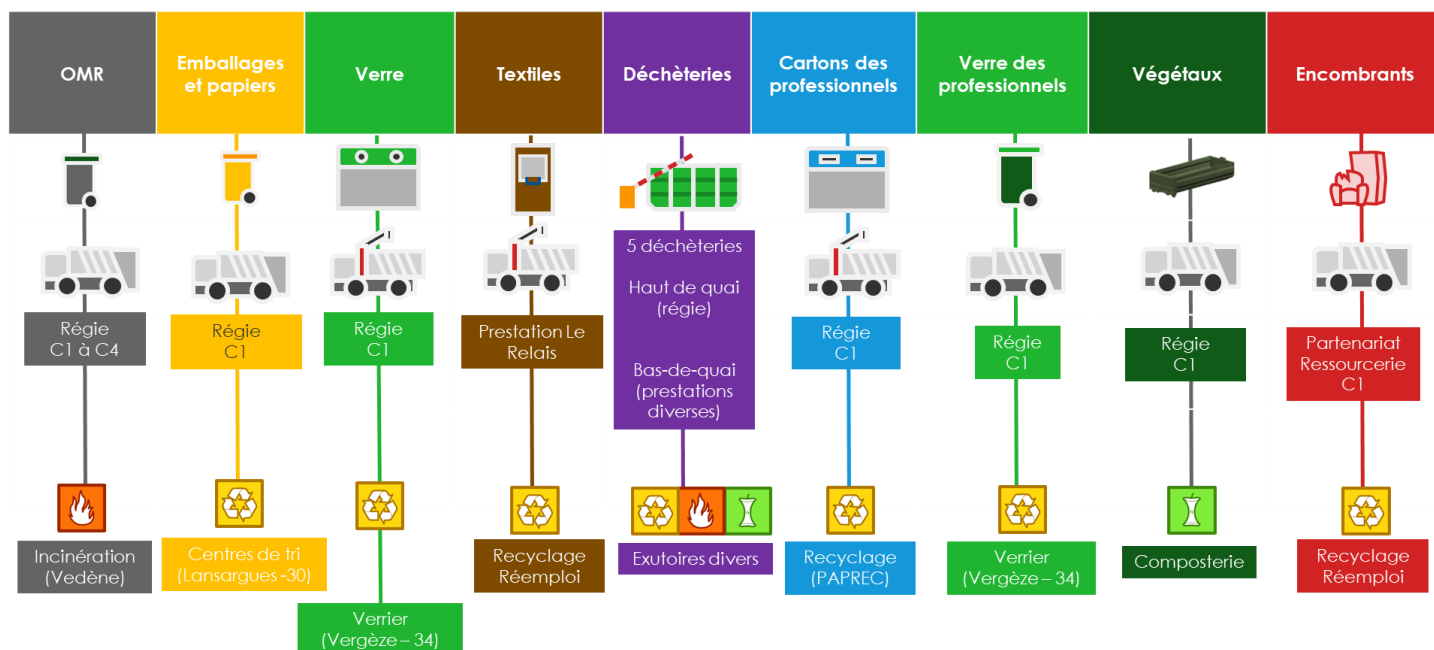 OMR
Emballages
et papiers
Verre
Textiles
Déchèteries
Cartons des
professionnels
Verre des
professionnels
Végétaux
Encombrants
Régie
C1 à C4
Régie
C1
Régie
C1
Prestation Le
Relais
5 déchèteries
Haut de quai
(régie)
Bas-de-quai
(prestations
diverses)
Régie
C1
Régie
C1
Régie
C1
Partenariat
Ressourcerie
C1
Incinération
(Vedène)
Centres de tri
(Lansargues -30)
Verrier
(Vergèze – 34)
Recyclage
Réemploi
Exutoires divers
Recyclage
(PAPREC)
Verrier
(Vergèze – 34)
Composterie
Recyclage
Réemploi